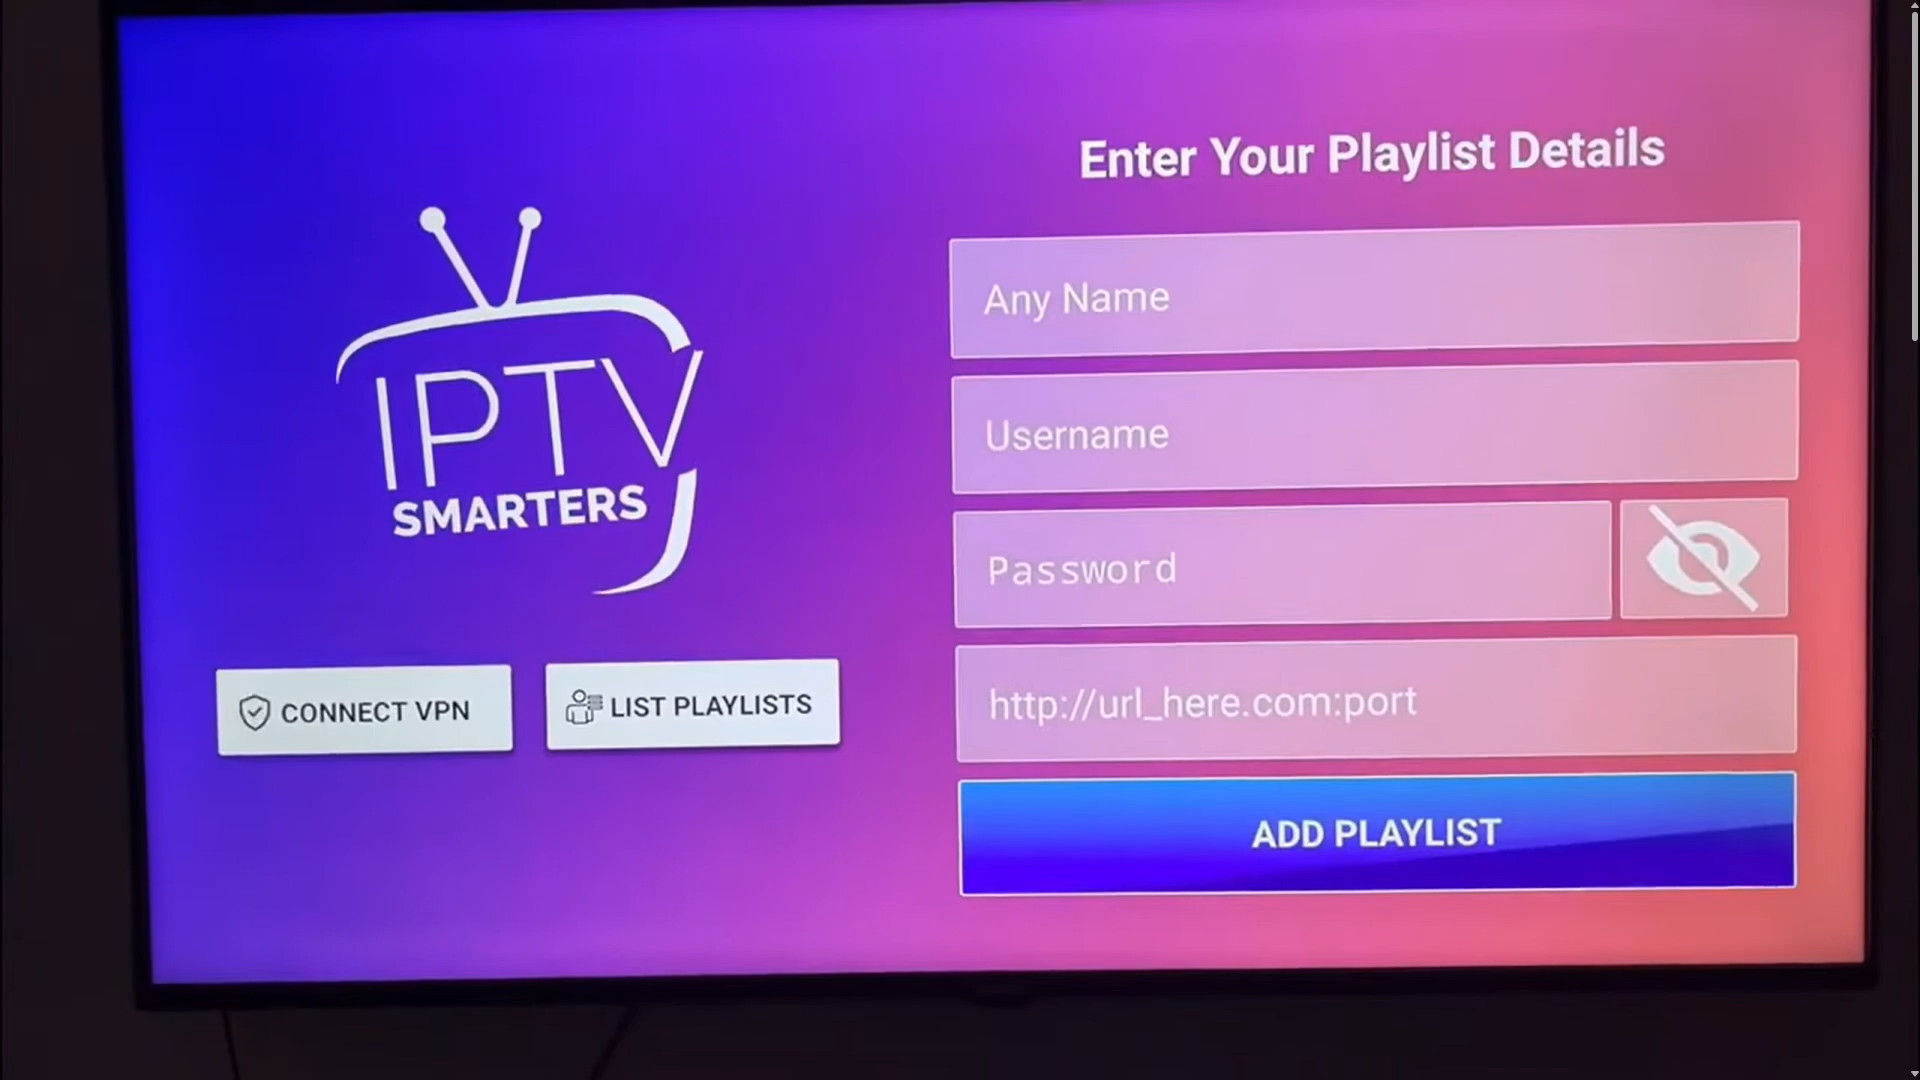 Enter Your Playlist Details
Any Name
IPTV
SMARTERS
Username
Password
http://url_here.com:port
CONNECT VPN
LIST PLAYLISTS
ADD PLAYLIST